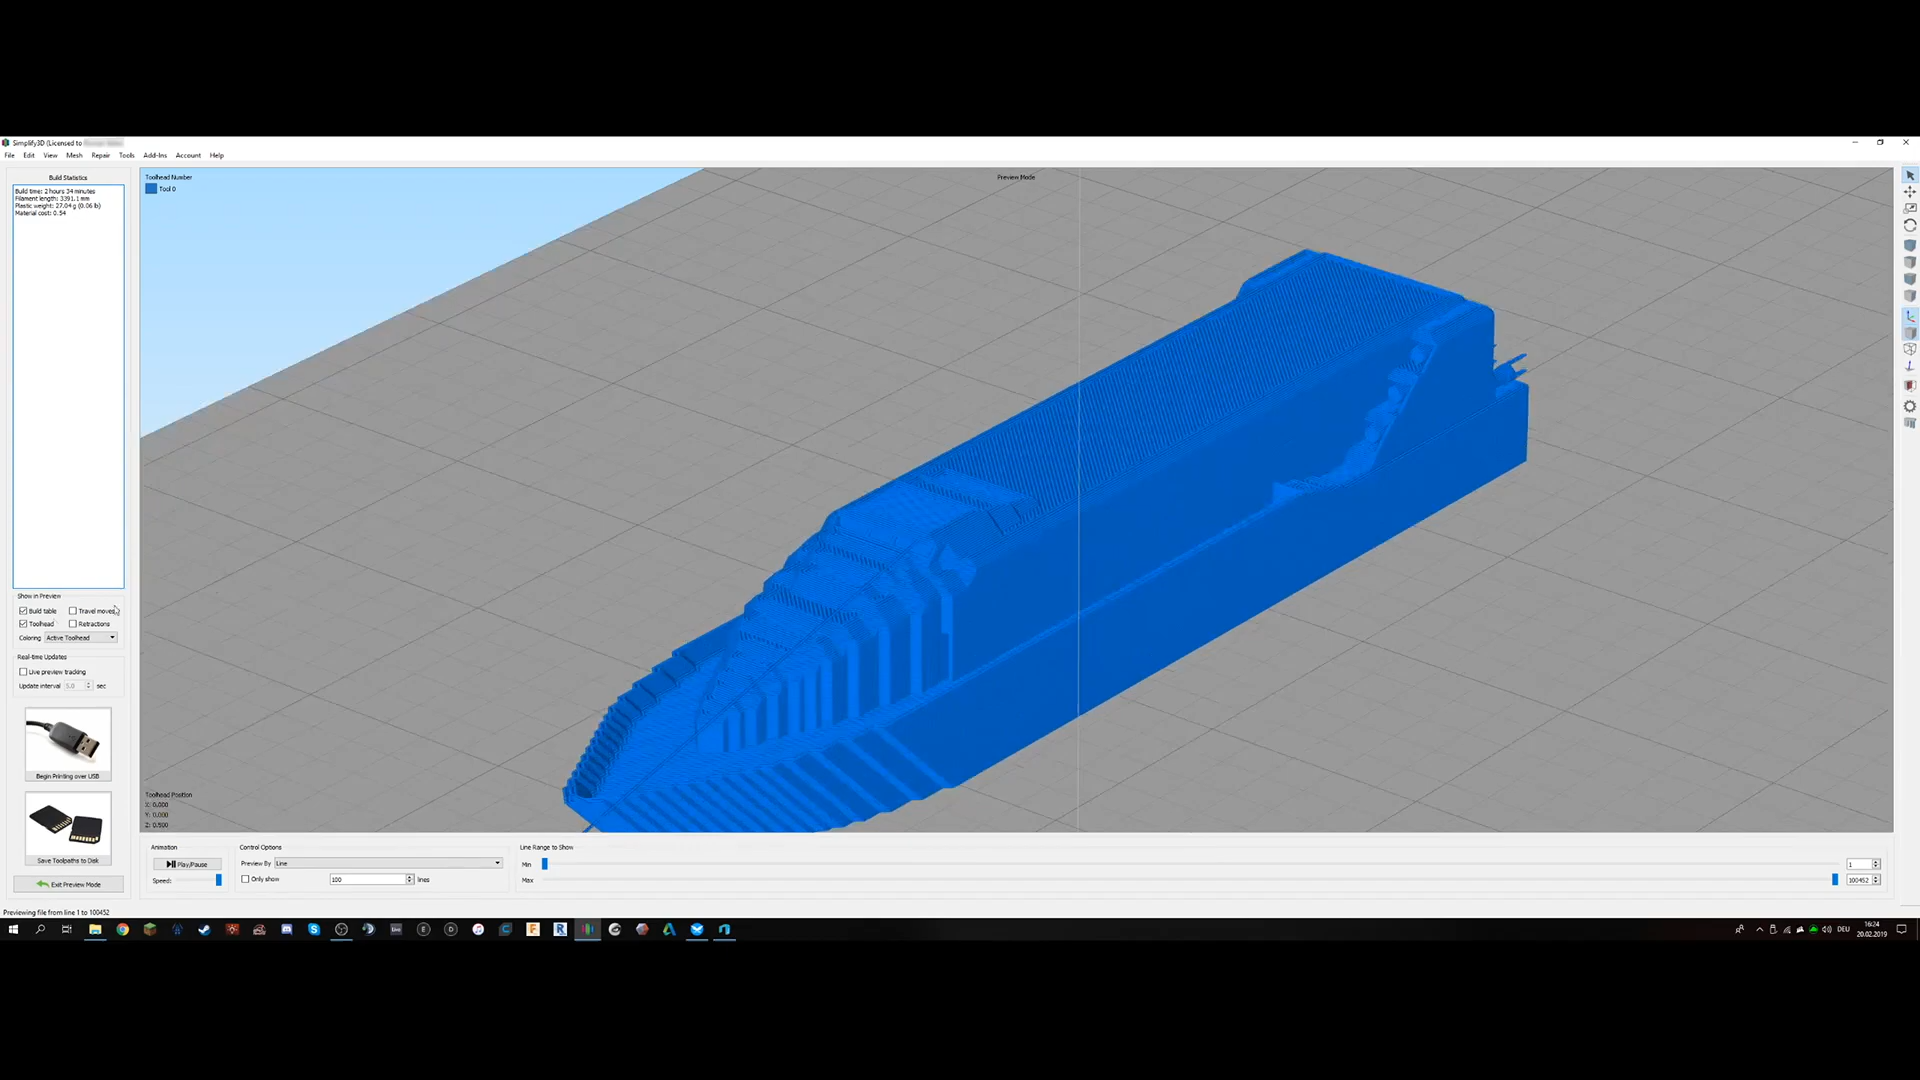 Simplify3D (Licensed to
File Edit View Mesh Repair Tools Add-Ins Account Help
Build Statistics
Build time: 2 hours 34 minutes
Filament length: 3391.1 mm
Plastic weight: 27.04 g (0.06 lb)
Material cost: 0.54
Toolhead Number
Tool 0
Preview Mode
Show in Preview
Build table Travel moves
Toolhead Retractions
Coloring Active Toolhead
Real-time Updates
Live preview tracking
Update interval 5.0 sec
Begin Printing over USB
Save Toolpaths to Disk
Exit Preview Mode
Toolhead Position
X: 0.000
Y: 0.000
Z: 0.500
Animation
Play/Pause
Speed:
Control Options
Preview By Line
Only show 100 lines
Line Range to Show
Min 1
Max 100452
Previewing file from line 1 to 100452
DEU
16:24
20.02.2019